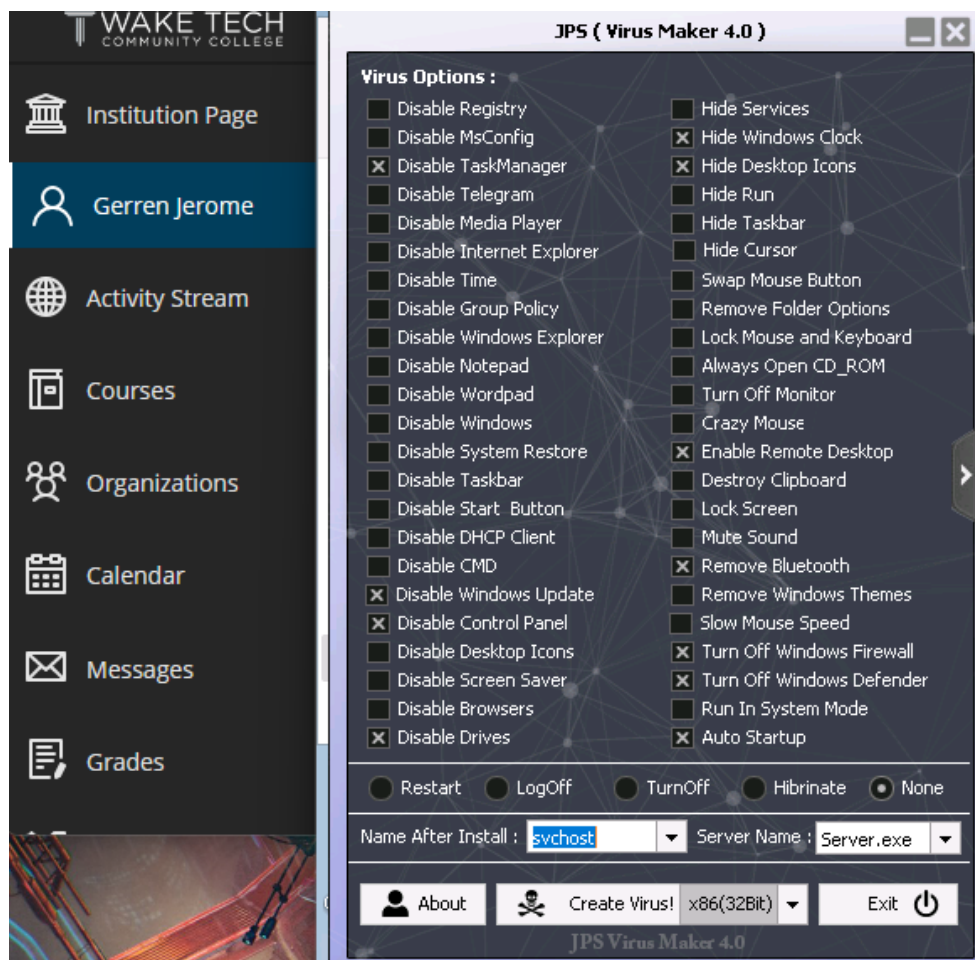 WAKE TECH
COMMUNITY COLLEGE
Institution Page
Gerren Jerome
Activity Stream
Courses
Organizations
Calendar
Messages
Grades
JPS ( Virus Maker 4.0 )
Virus Options :
Disable Registry
Disable MsConfig
Disable TaskManager
Disable Telegram
Disable Media Player
Disable Internet Explorer
Disable Time
Disable Group Policy
Disable Windows Explorer
Disable Notepad
Disable Wordpad
Disable Windows
Disable System Restore
Disable Taskbar
Disable Start Button
Disable DHCP Client
Disable CMD
Disable Windows Update
Disable Control Panel
Disable Desktop Icons
Disable Screen Saver
Disable Browsers
Disable Drives
Hide Services
Hide Windows Clock
Hide Desktop Icons
Hide Run
Hide Taskbar
Hide Cursor
Swap Mouse Button
Remove Folder Options
Lock Mouse and Keyboard
Always Open CD_ROM
Turn Off Monitor
Crazy Mouse
Enable Remote Desktop
Destroy Clipboard
Lock Screen
Mute Sound
Remove Bluetooth
Remove Windows Themes
Slow Mouse Speed
Turn Off Windows Firewall
Turn Off Windows Defender
Run In System Mode
Auto Startup
Restart LogOff TurnOff Hibrinate None
Name After Install : svchost Server Name : Server.exe
About Create Virus! x86(32Bit) Exit
JPS Virus Maker 4.0